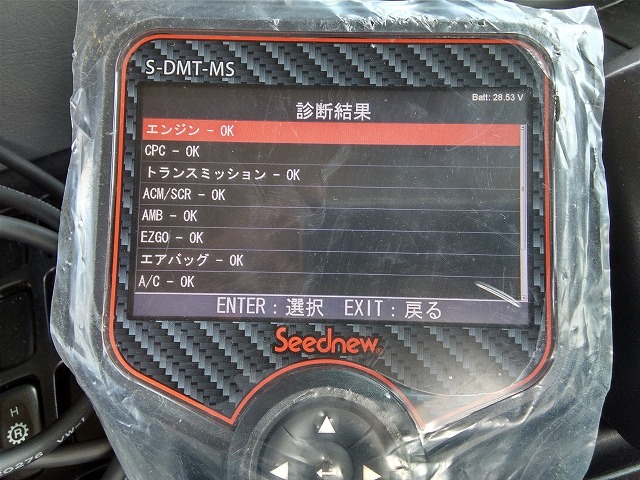 S-DMT-MS
Batt: 28.53 V
診断結果
エンジン - OK
CPC - OK
トランスミッション - OK
ACM/SCR - OK
AMB - OK
EZGO - OK
エアバッグ - OK
A/C - OK
ENTER : 選択 EXIT : 戻る
Seednew
H
R